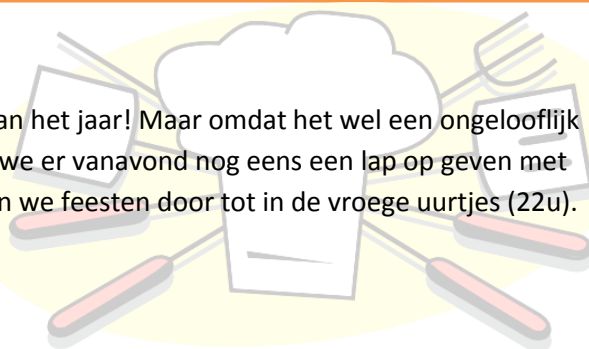 an het jaar! Maar omdat het wel een ongelooflijk
we er vanavond nog eens een lap op geven met
n we feesten door tot in de vroege uurtjes (22u).